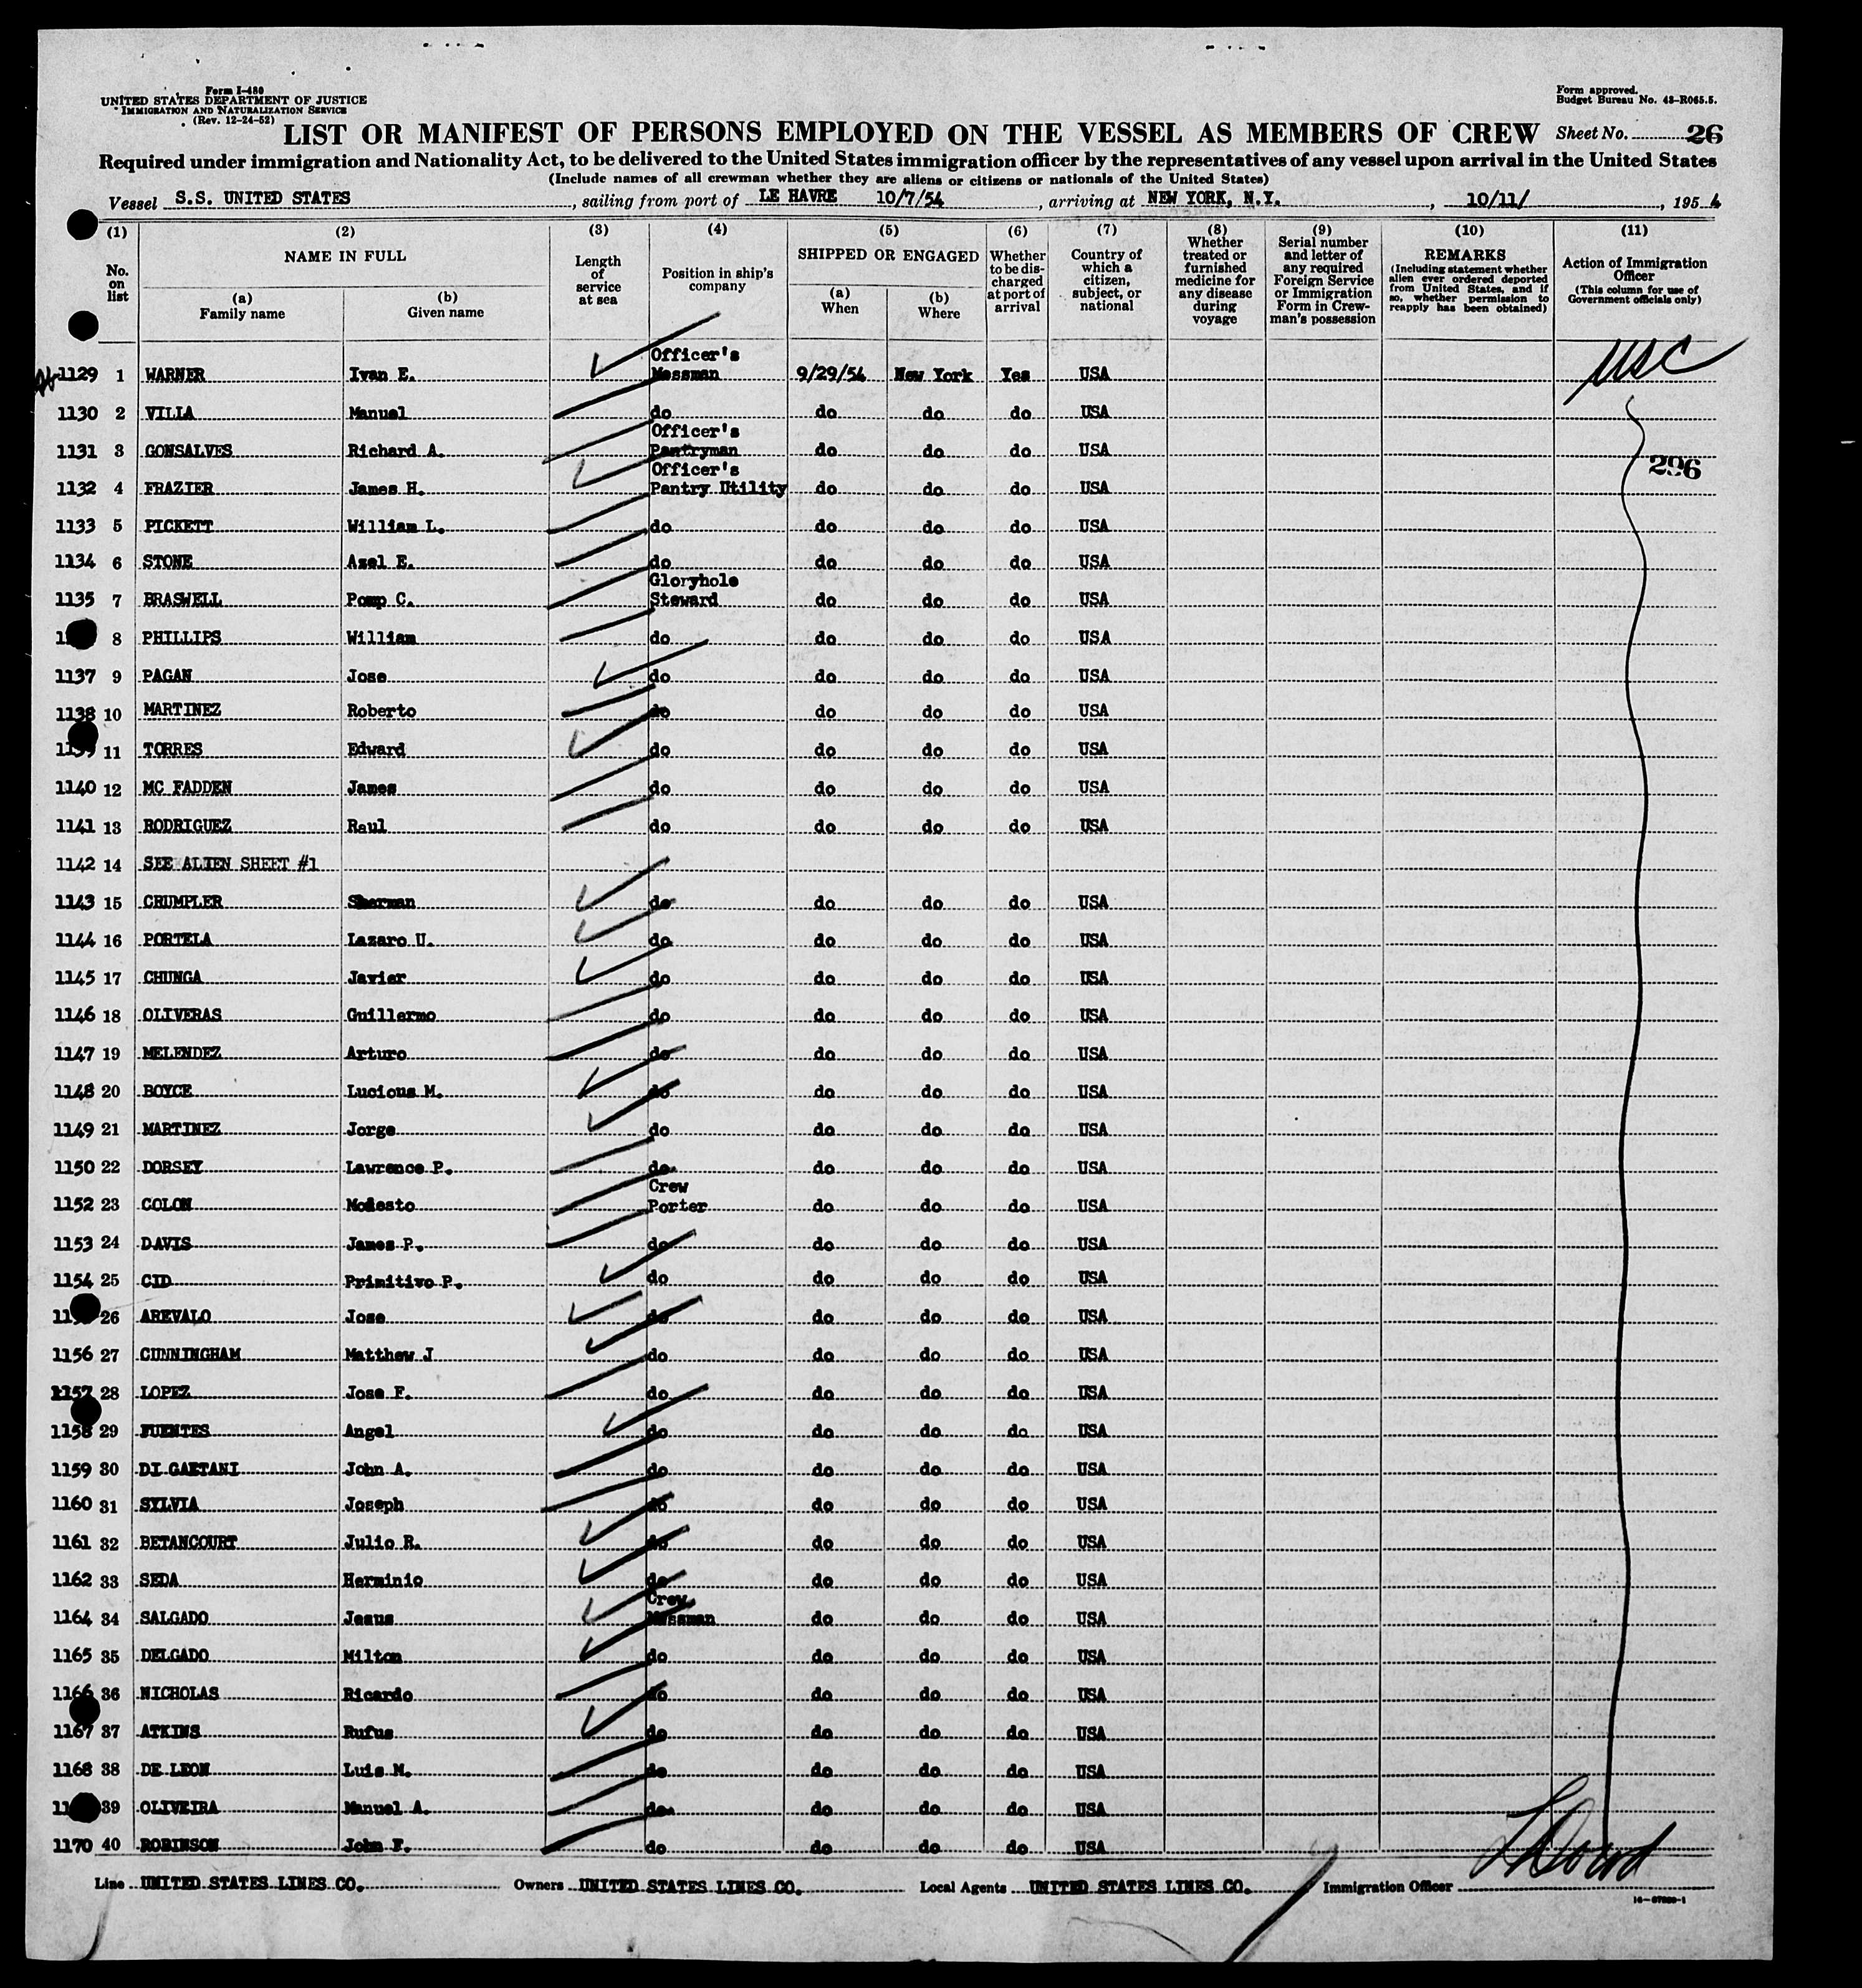 Form I-480
UNITED STATES DEPARTMENT OF JUSTICE
IMMIGRATION AND NATURALIZATION SERVICE
(Rev. 12-24-52)
Form approved.
Budget Bureau No. 43-R065.5.
LIST OR MANIFEST OF PERSONS EMPLOYED ON THE VESSEL AS MEMBERS OF CREW Sheet No. 26
Required under immigration and Nationality Act, to be delivered to the United States immigration officer by the representatives of any vessel upon arrival in the United States
(Include names of all crewman whether they are aliens or citizens or nationals of the United States)
Vessel S.S. UNITED STATES, sailing from port of LE HAVRE 10/7/54, arriving at NEW YORK, N.Y., 10/11/, 1954
(1) No. on list
(2) NAME IN FULL (a) Family name (b) Given name
(3) Length of service at sea
(4) Position in ship's company
(5) SHIPPED OR ENGAGED (a) When (b) Where
(6) Whether to be discharged at port of arrival
(7) Country of which a citizen, subject, or national
(8) Whether treated or furnished medicine for any disease during voyage
(9) Serial number and letter of any required Foreign Service or Immigration Form in Crewman's possession
(10) REMARKS (Including statement whether alien ever ordered deported from United States, and if so, whether permission to reapply has been obtained)
(11) Action of Immigration Officer (This column for use of Government officials only)
1129 1 WARNER Ivan E. Officer's Messman 9/29/54 New York Yes USA USC
1130 2 VILLA Manuel do do do do USA
1131 3 GONSALVES Richard A. Officer's Pantryman do do do USA
296
1132 4 FRAZIER James H. Officer's Pantry Utility do do do USA
1133 5 PICKETT William L. do do do do USA
1134 6 STONE Azel E. do do do do USA
1135 7 BRASWELL Pomp C. Gloryhole Steward do do do USA
8 PHILLIPS William do do do do USA
1137 9 PAGAN Jose do do do do USA
1138 10 MARTINEZ Roberto do do do do USA
1139 11 TORRES Edward do do do do USA
1140 12 MC FADDEN James do do do do USA
1141 13 RODRIGUEZ Raul do do do do USA
1142 14 SEE ALIEN SHEET #1
1143 15 CRUMPLER Sherman do do do do USA
1144 16 PORTELA Lazaro U. do do do do USA
1145 17 CHUNGA Javier do do do do USA
1146 18 OLIVERAS Guillermo do do do do USA
1147 19 MELENDEZ Arturo do do do do USA
1148 20 BOYCE Lucious M. do do do do USA
1149 21 MARTINEZ Jorge do do do do USA
1150 22 DORSEY Lawrence P. do do do do USA
1152 23 COLON Modesto Crew Porter do do do USA
1153 24 DAVIS James P. do do do do USA
1154 25 CID Primitivo P. do do do do USA
26 AREVALO Jose do do do do USA
1156 27 CUNNINGHAM Matthew J do do do do USA
1157 28 LOPEZ Jose F. do do do do USA
1158 29 FUENTES Angel do do do do USA
1159 30 DI GAETANI John A. do do do do USA
1160 31 SYLVIA Joseph do do do do USA
1161 32 BETANCOURT Julio R. do do do do USA
1162 33 SEDA Herminio do do do do USA
1164 34 SALGADO Jesus Crew Messman do do do USA
1165 35 DELGADO Milton do do do do USA
1166 36 NICHOLAS Ricardo do do do do USA
1167 37 ATKINS Rufus do do do do USA
1168 38 DE LEON Luis M. do do do do USA
39 OLIVEIRA Manuel A. do do do do USA
1170 40 ROBINSON John F. do do do do USA
Line UNITED STATES LINES CO. Owners UNITED STATES LINES CO. Local Agents UNITED STATES LINES CO. Immigration Officer